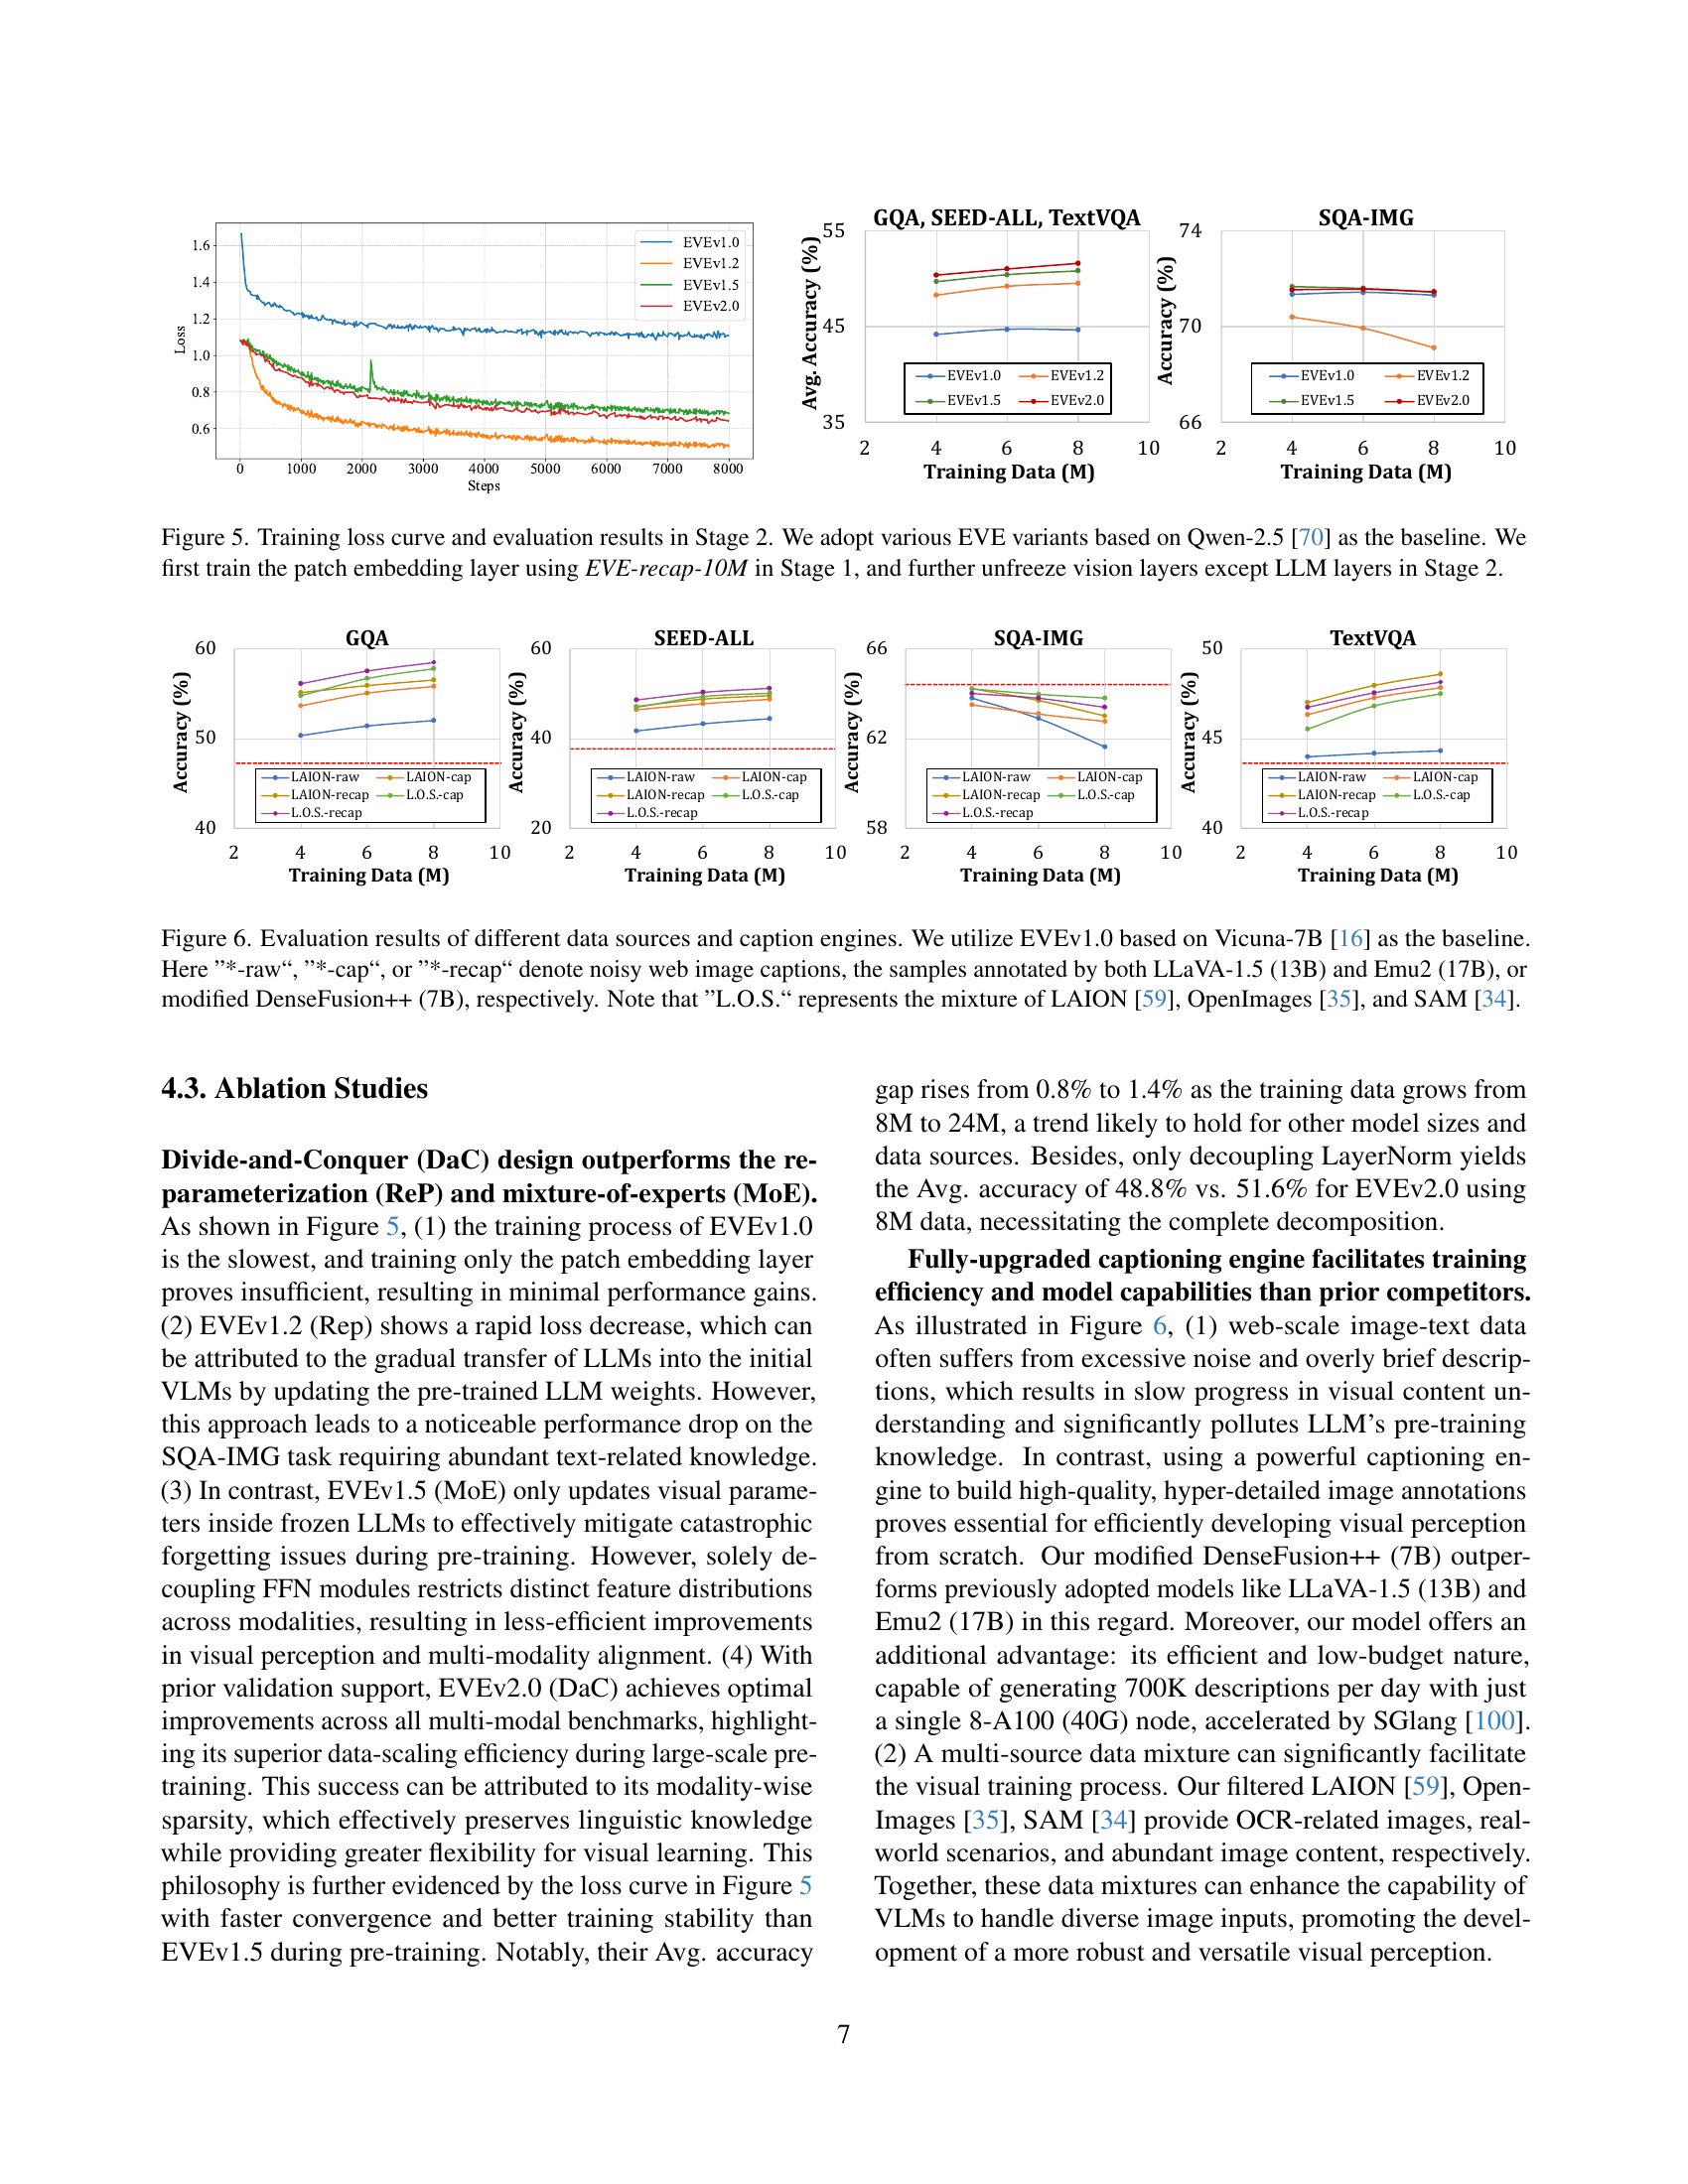 1.6
1.4
1.2
1.0
0.8
0.6
Loss
0
1000
2000
3000
4000
5000
6000
7000
8000
Steps
EVEv1.0
EVEv1.2
EVEv1.5
EVEv2.0
GQA, SEED-ALL, TextVQA
55
45
35
Avg. Accuracy (%)
EVEv1.0
EVEv1.2
EVEv1.5
EVEv2.0
2
4
6
8
10
Training Data (M)
SQA-IMG
74
70
66
Accuracy (%)
EVEv1.0
EVEv1.2
EVEv1.5
EVEv2.0
2
4
6
8
10
Training Data (M)
Figure 5. Training loss curve and evaluation results in Stage 2. We adopt various EVE variants based on Qwen-2.5 [70] as the baseline. We
first train the patch embedding layer using EVE-recap-10M in Stage 1, and further unfreeze vision layers except LLM layers in Stage 2.
GQA
60
50
40
Accuracy (%)
LAION-raw
LAION-cap
LAION-recap
L.O.S.-cap
L.O.S.-recap
2
4
6
8
10
Training Data (M)
SEED-ALL
60
40
20
Accuracy (%)
LAION-raw
LAION-cap
LAION-recap
L.O.S.-cap
L.O.S.-recap
2
4
6
8
10
Training Data (M)
SQA-IMG
66
62
58
Accuracy (%)
LAION-raw
LAION-cap
LAION-recap
L.O.S.-cap
L.O.S.-recap
2
4
6
8
10
Training Data (M)
TextVQA
50
45
40
Accuracy (%)
LAION-raw
LAION-cap
LAION-recap
L.O.S.-cap
L.O.S.-recap
2
4
6
8
10
Training Data (M)
Figure 6. Evaluation results of different data sources and caption engines. We utilize EVEv1.0 based on Vicuna-7B [16] as the baseline.
Here ”*-raw“, ”*-cap“, or ”*-recap“ denote noisy web image captions, the samples annotated by both LLaVA-1.5 (13B) and Emu2 (17B), or
modified DenseFusion++ (7B), respectively. Note that ”L.O.S.“ represents the mixture of LAION [59], OpenImages [35], and SAM [34].
4.3. Ablation Studies
Divide-and-Conquer (DaC) design outperforms the re-
parameterization (ReP) and mixture-of-experts (MoE).
As shown in Figure 5, (1) the training process of EVEv1.0
is the slowest, and training only the patch embedding layer
proves insufficient, resulting in minimal performance gains.
(2) EVEv1.2 (Rep) shows a rapid loss decrease, which can
be attributed to the gradual transfer of LLMs into the initial
VLMs by updating the pre-trained LLM weights. However,
this approach leads to a noticeable performance drop on the
SQA-IMG task requiring abundant text-related knowledge.
(3) In contrast, EVEv1.5 (MoE) only updates visual parame-
ters inside frozen LLMs to effectively mitigate catastrophic
forgetting issues during pre-training. However, solely de-
coupling FFN modules restricts distinct feature distributions
across modalities, resulting in less-efficient improvements
in visual perception and multi-modality alignment. (4) With
prior validation support, EVEv2.0 (DaC) achieves optimal
improvements across all multi-modal benchmarks, highlight-
ing its superior data-scaling efficiency during large-scale pre-
training. This success can be attributed to its modality-wise
sparsity, which effectively preserves linguistic knowledge
while providing greater flexibility for visual learning. This
philosophy is further evidenced by the loss curve in Figure 5
with faster convergence and better training stability than
EVEv1.5 during pre-training. Notably, their Avg. accuracy
gap rises from 0.8% to 1.4% as the training data grows from
8M to 24M, a trend likely to hold for other model sizes and
data sources. Besides, only decoupling LayerNorm yields
the Avg. accuracy of 48.8% vs. 51.6% for EVEv2.0 using
8M data, necessitating the complete decomposition.
Fully-upgraded captioning engine facilitates training
efficiency and model capabilities than prior competitors.
As illustrated in Figure 6, (1) web-scale image-text data
often suffers from excessive noise and overly brief descrip-
tions, which results in slow progress in visual content un-
derstanding and significantly pollutes LLM’s pre-training
knowledge. In contrast, using a powerful captioning en-
gine to build high-quality, hyper-detailed image annotations
proves essential for efficiently developing visual perception
from scratch. Our modified DenseFusion++ (7B) outper-
forms previously adopted models like LLaVA-1.5 (13B) and
Emu2 (17B) in this regard. Moreover, our model offers an
additional advantage: its efficient and low-budget nature,
capable of generating 700K descriptions per day with just
a single 8-A100 (40G) node, accelerated by SGlang [100].
(2) A multi-source data mixture can significantly facilitate
the visual training process. Our filtered LAION [59], Open-
Images [35], SAM [34] provide OCR-related images, real-
world scenarios, and abundant image content, respectively.
Together, these data mixtures can enhance the capability of
VLMs to handle diverse image inputs, promoting the devel-
opment of a more robust and versatile visual perception.
7